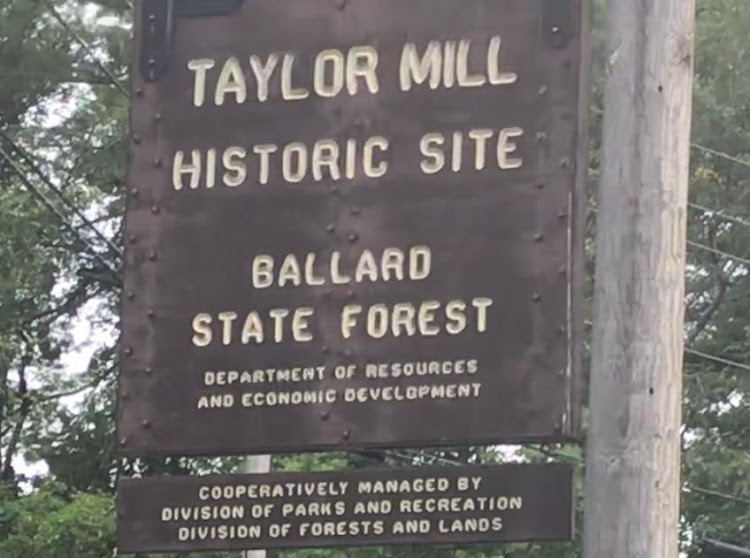 TAYLOR MILL
HISTORIC SITE
BALLARD
STATE FOREST
DEPARTMENT OF RESOURCES
AND ECONOMIC DEVELOPMENT
COOPERATIVELY MANAGED BY
DIVISION OF PARKS AND RECREATION
DIVISION OF FORESTS AND LANDS